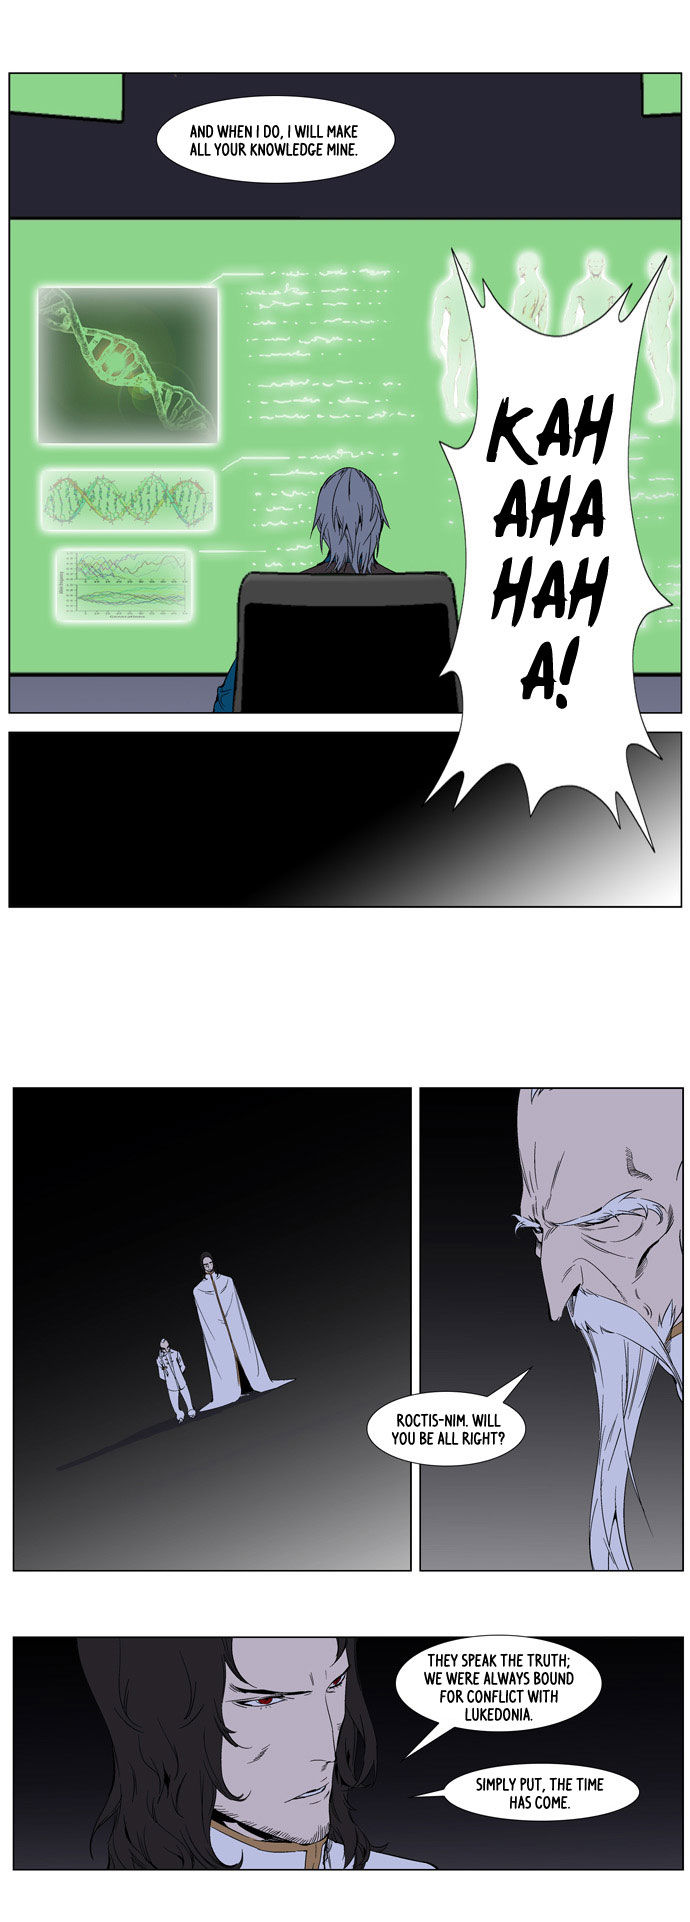 AND WHEN I DO, I WILL MAKE
ALL YOUR KNOWLEDGE MINE.
KAH
AHA
HAH
A!
ROCTIS-NIM. WILL
YOU BE ALL RIGHT?
THEY SPEAK THE TRUTH;
WE WERE ALWAYS BOUND
FOR CONFLICT WITH
LUKEDONIA.
SIMPLY PUT, THE TIME
HAS COME.